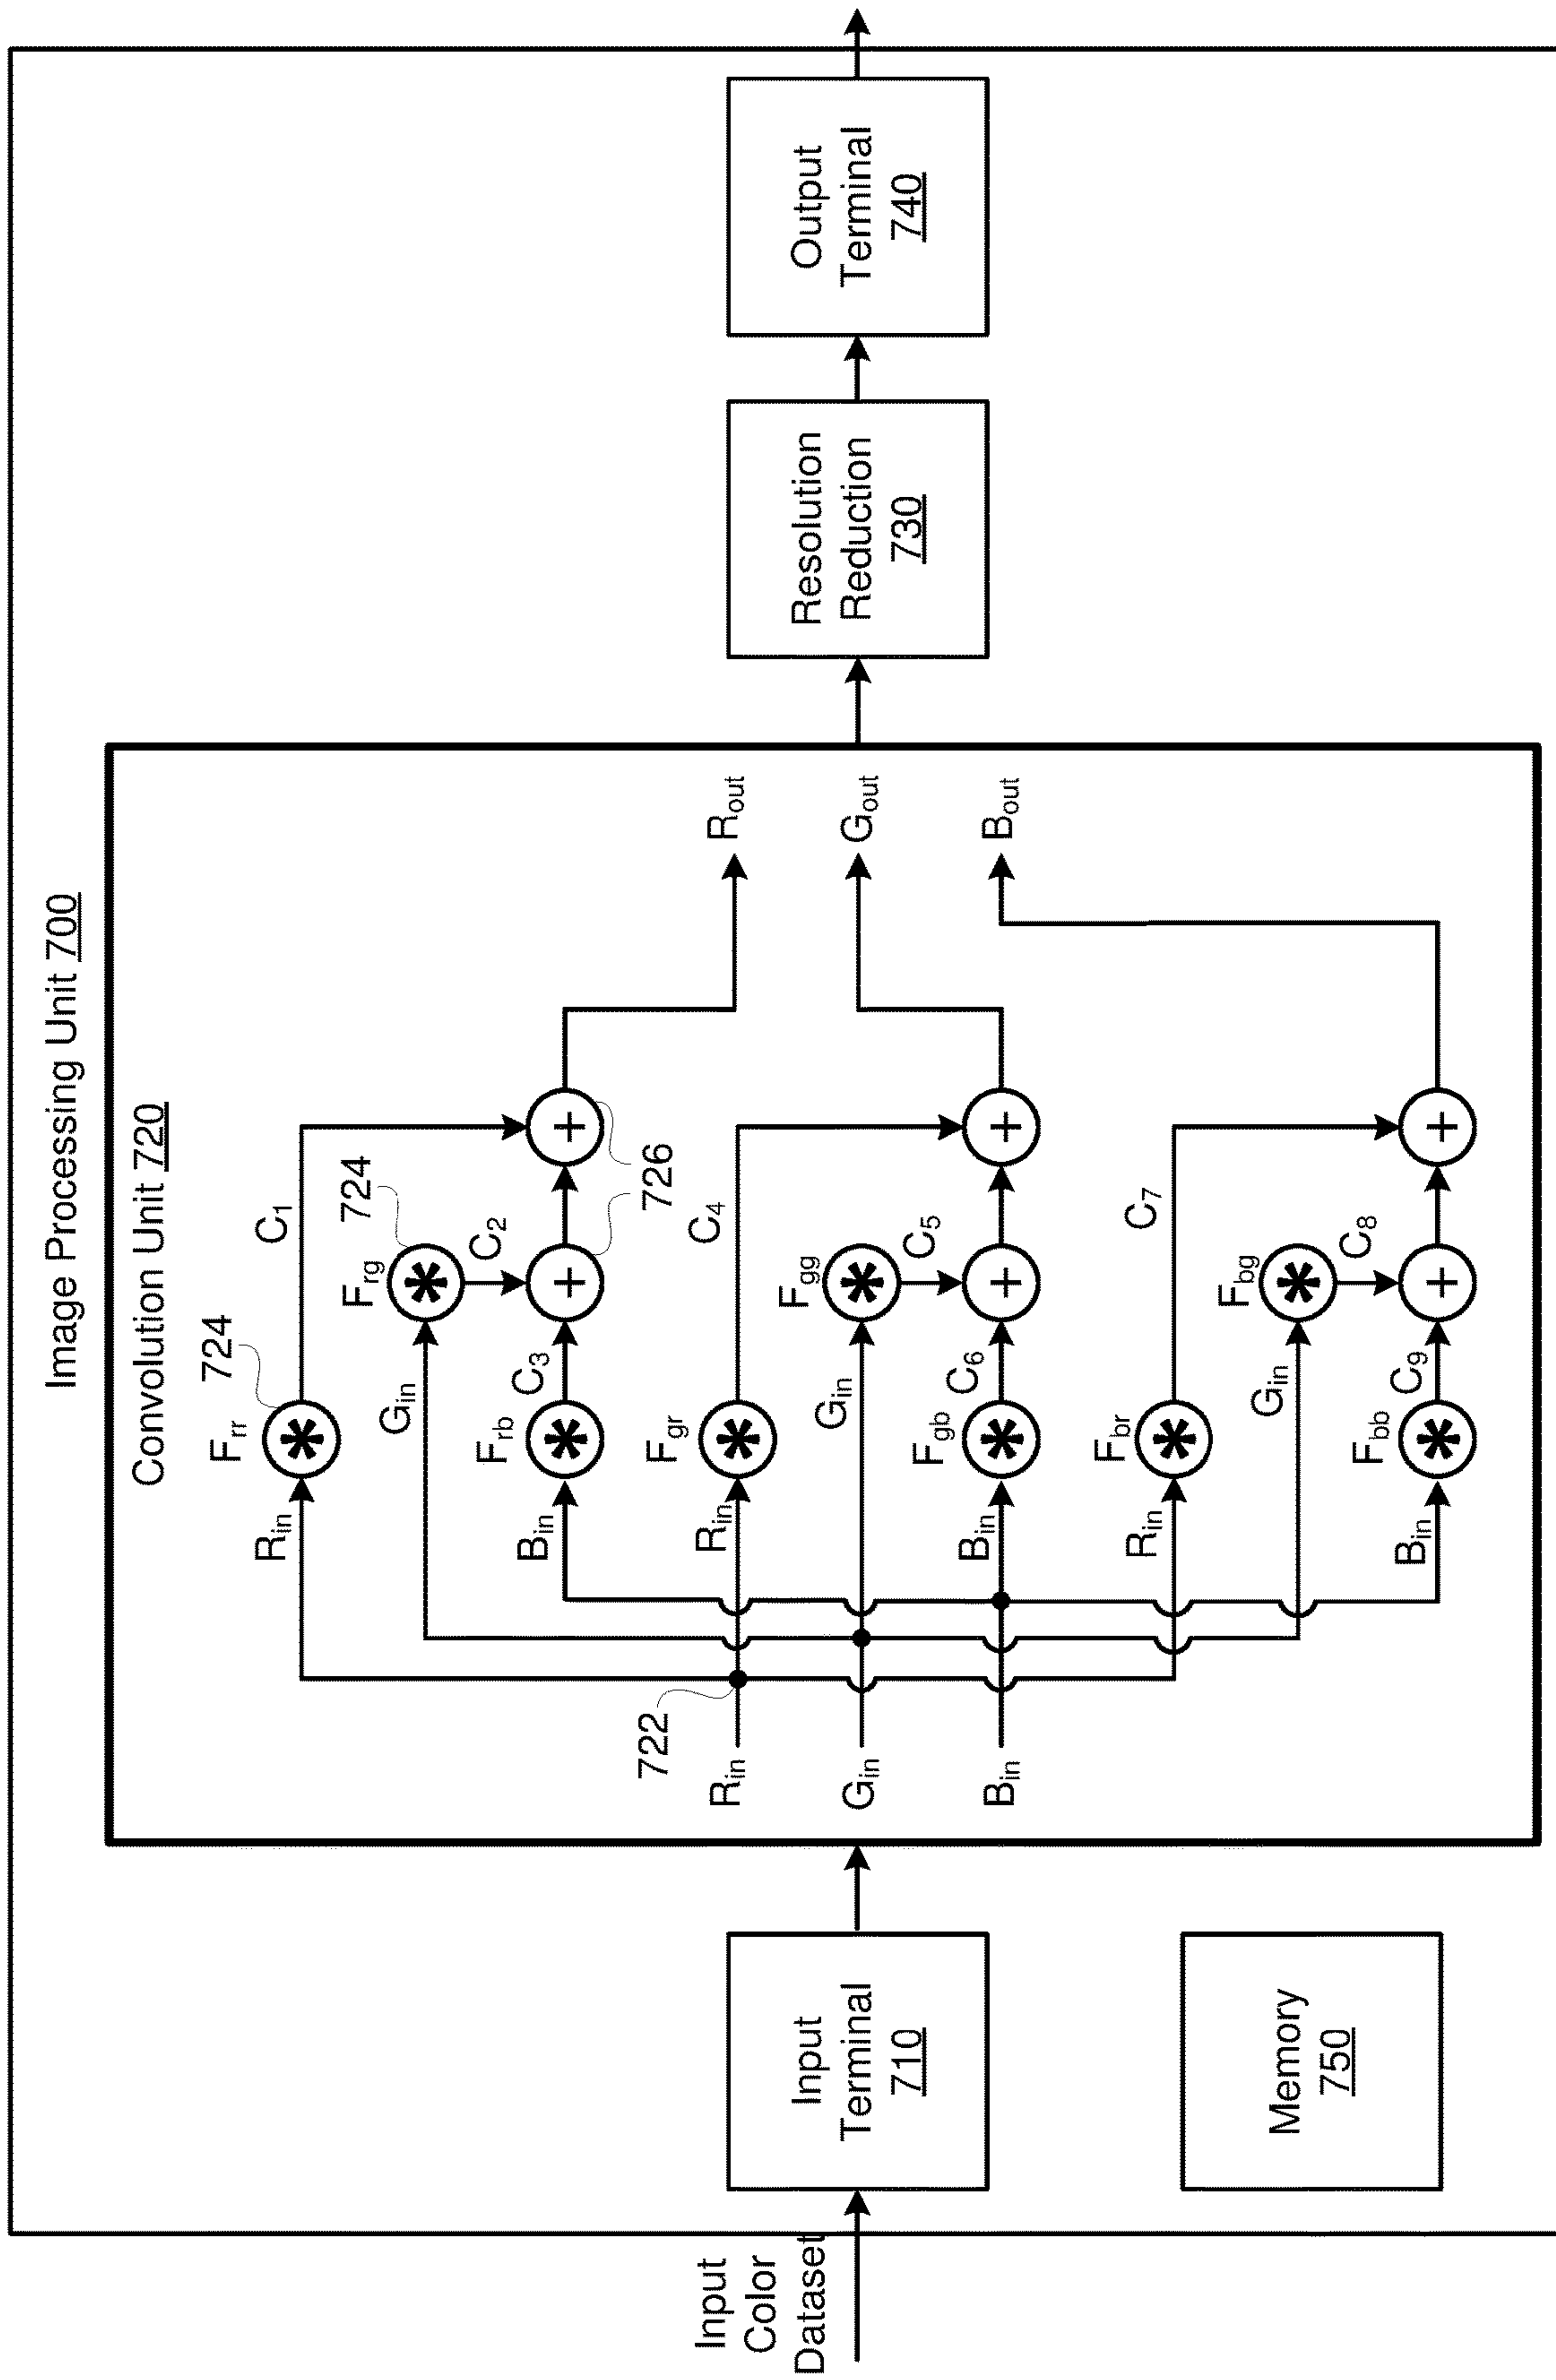 Image Processing Unit 700
Input
Color
Dataset
Input
Terminal
710
Memory
750
Convolution Unit 720
R_in
G_in
B_in
722
R_in
F_rr
724
C_1
G_in
F_rg
724
C_2
B_in
F_rb
C_3
726
R_in
F_gr
C_4
G_in
F_gg
C_5
B_in
F_gb
C_6
R_in
F_br
C_7
G_in
F_bg
C_8
B_in
F_bb
C_9
R_out
G_out
B_out
Resolution
Reduction
730
Output
Terminal
740